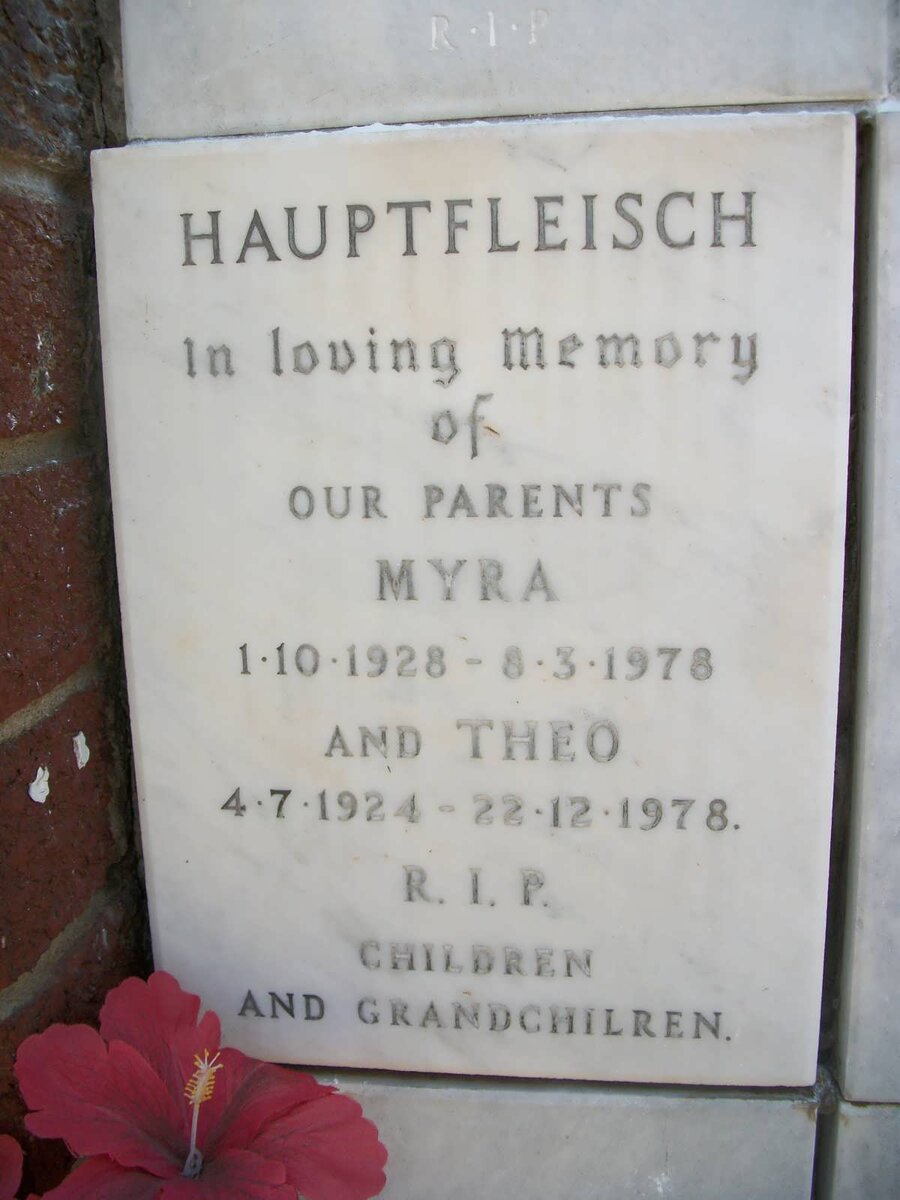 R·I·P
HAUPTFLEISCH
In loving Memory
of
OUR PARENTS
MYRA
1·10·1928 - 8·3·1978
AND THEO
4·7·1924 - 22·12·1978.
R. I. P.
CHILDREN
AND GRANDCHILREN.